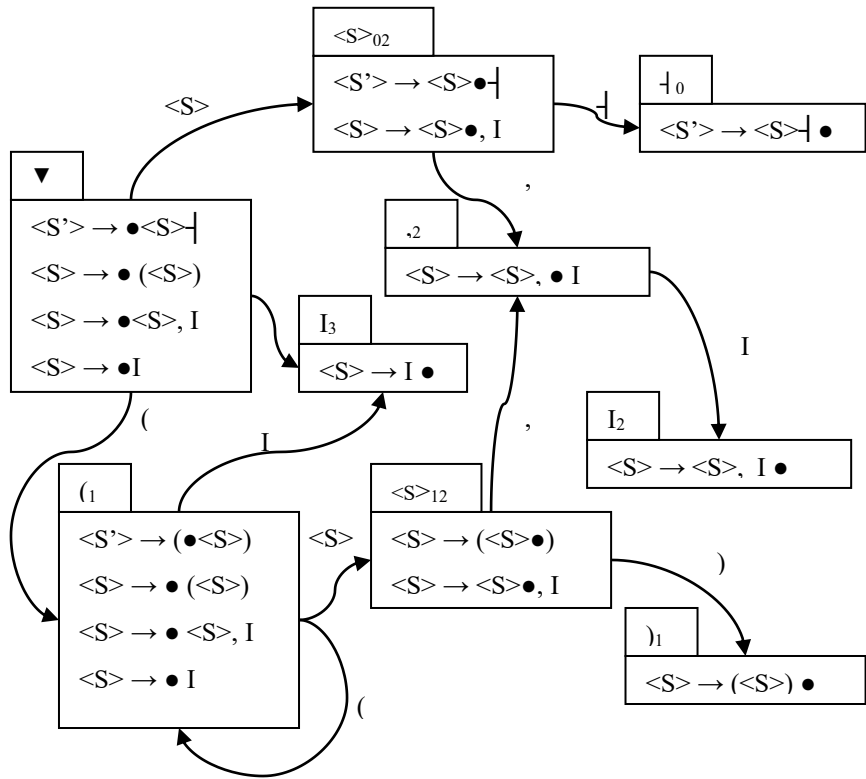 <S>02
<S'> → <S>●┤
<S> → <S>●, I
<S>
┤
┤0
<S'> → <S>┤ ●
▼
<S'> → ●<S>┤
<S> → ● (<S>)
<S> → ●<S>, I
<S> → ●I
,
,2
<S> → <S>, ● I
I3
<S> → I ●
I
(
I
,
I2
<S> → <S>, I ●
(1
<S'> → (●<S>)
<S> → ● (<S>)
<S> → ● <S>, I
<S> → ● I
<S>
<S>12
<S> → (<S>●)
<S> → <S>●, I
)
)1
<S> → (<S>) ●
(